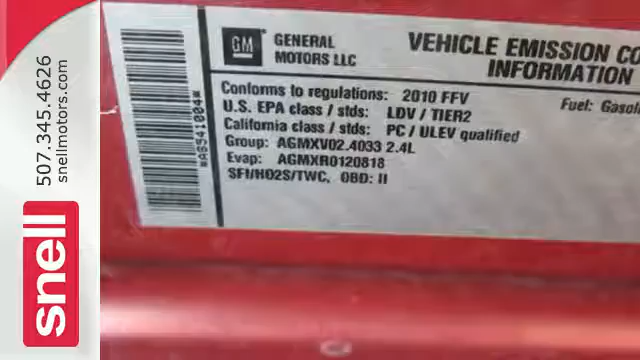 507.345.4626
snellmotors.com
snell
#AG541004#
GM
GENERAL
MOTORS LLC
VEHICLE EMISSION CO
INFORMATION
Conforms to regulations: 2010 FFV
Fuel: Gasoli
U.S. EPA class / stds: LDV / TIER2
California class / stds: PC / ULEV qualified
Group: AGMXV02.4033 2.4L
Evap: AGMXR0120818
SFI/HO2S/TWC, OBD: II